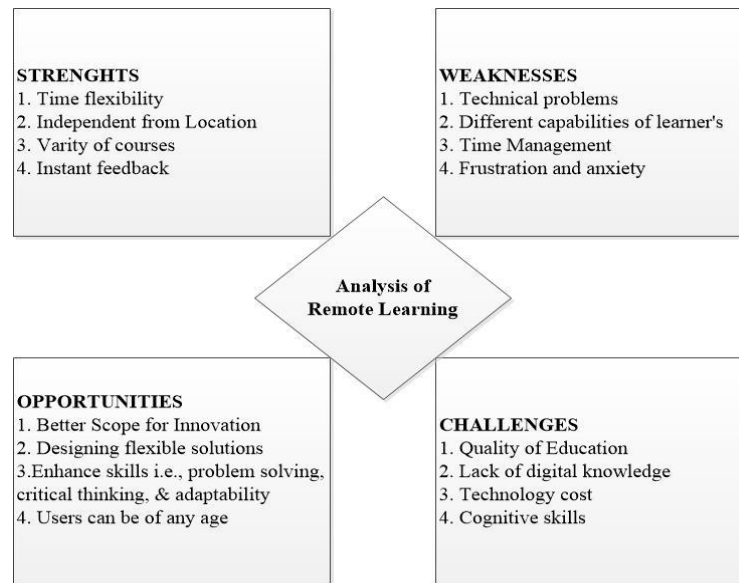 STRENGHTS
1. Time flexibility
2. Independent from Location
3. Varity of courses
4. Instant feedback
WEAKNESSES
1. Technical problems
2. Different capabilities of learner's
3. Time Management
4. Frustration and anxiety
Analysis of
Remote Learning
OPPORTUNITIES
1. Better Scope for Innovation
2. Designing flexible solutions
3.Enhance skills i.e., problem solving,
critical thinking, & adaptability
4. Users can be of any age
CHALLENGES
1. Quality of Education
2. Lack of digital knowledge
3. Technology cost
4. Cognitive skills